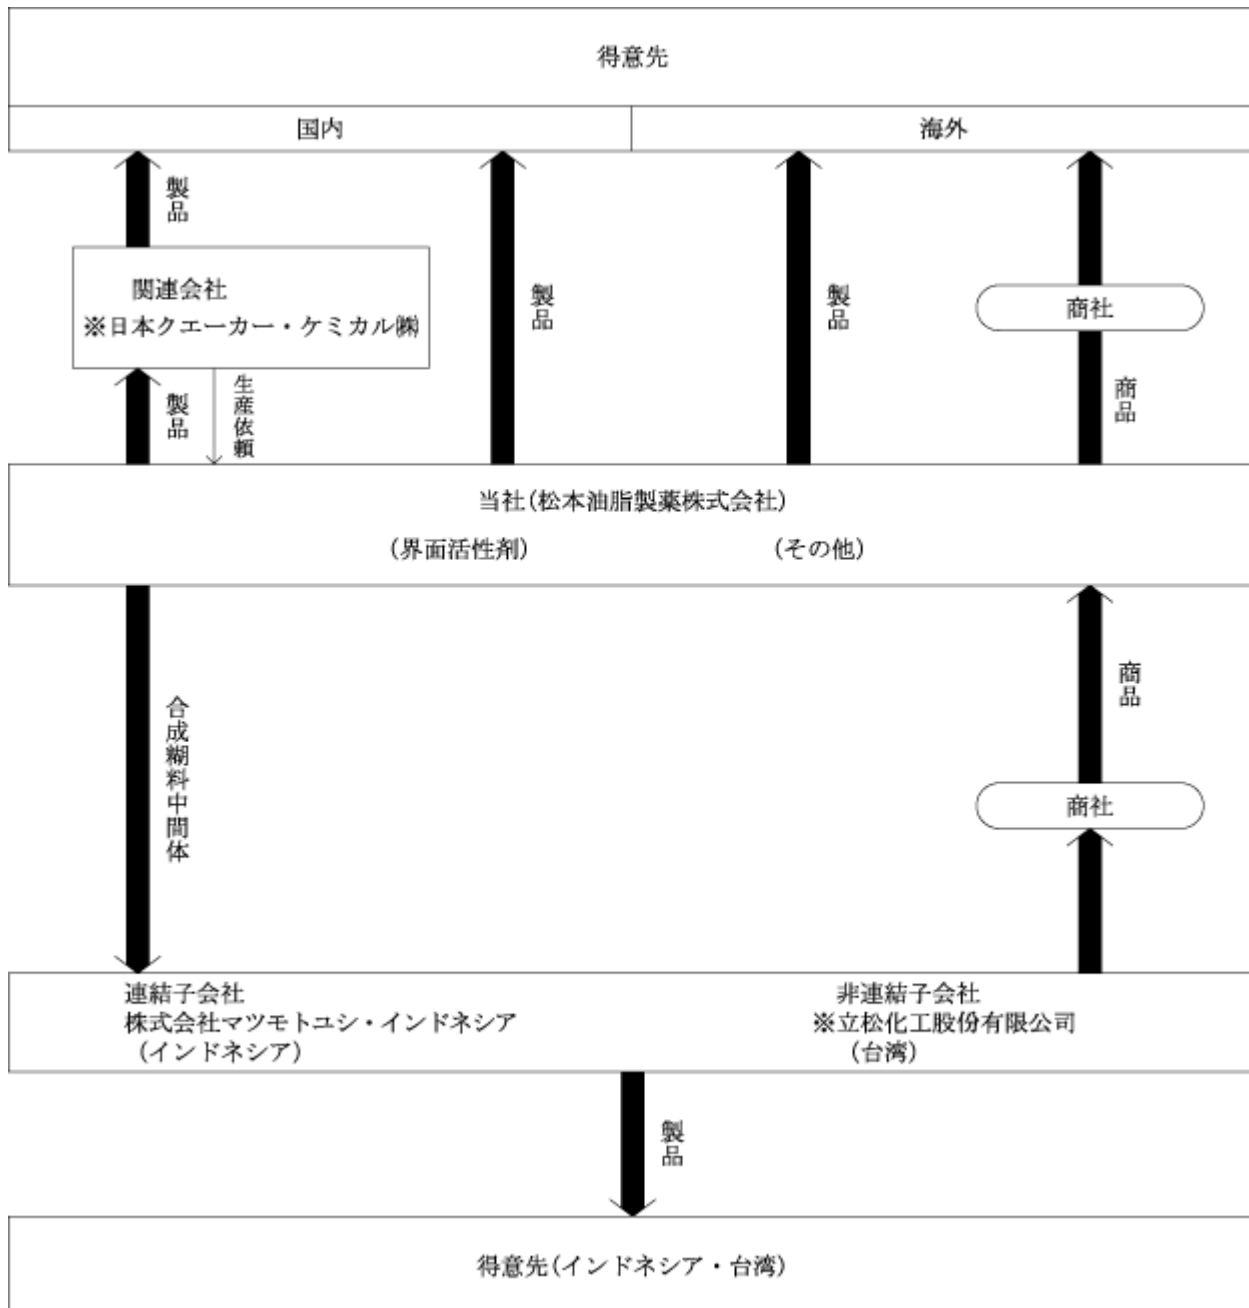 得意先
国内
海外
製品
関連会社
※日本クエーカー・ケミカル㈱
製品
生産依頼
製品
製品
商社
商品
当社(松本油脂製薬株式会社)
(界面活性剤)
(その他)
合成糊料中間体
商品
商社
連結子会社
株式会社マツモトユシ・インドネシア
(インドネシア)
非連結子会社
※立松化工股份有限公司
(台湾)
製品
得意先(インドネシア・台湾)